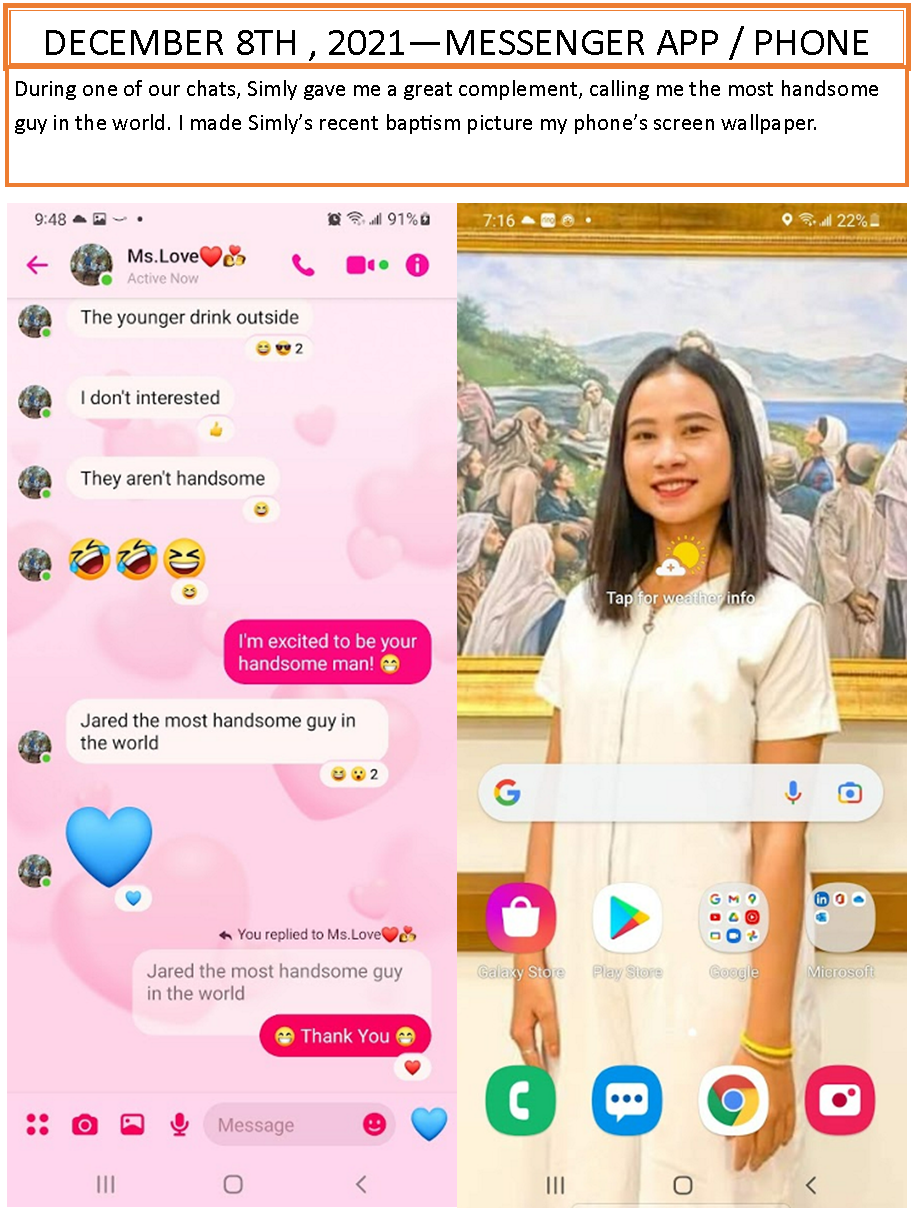 DECEMBER 8TH , 2021—MESSENGER APP / PHONE
During one of our chats, Simly gave me a great complement, calling me the most handsome
guy in the world. I made Simly's recent baptism picture my phone's screen wallpaper.
9:48
91%
Ms.Love❤️💑
Active Now
The younger drink outside
😆😎 2
I don't interested
👍
They aren't handsome
😆
🤣🤣😆
😆
I'm excited to be your
handsome man! 😁
Jared the most handsome guy in
the world
😆😮 2
💙
💙
You replied to Ms.Love❤️💑
Jared the most handsome guy
in the world
😁 Thank You 😁
❤️
Message
7:16
22%
Tap for weather info
Galaxy Store
Play Store
Google
Microsoft